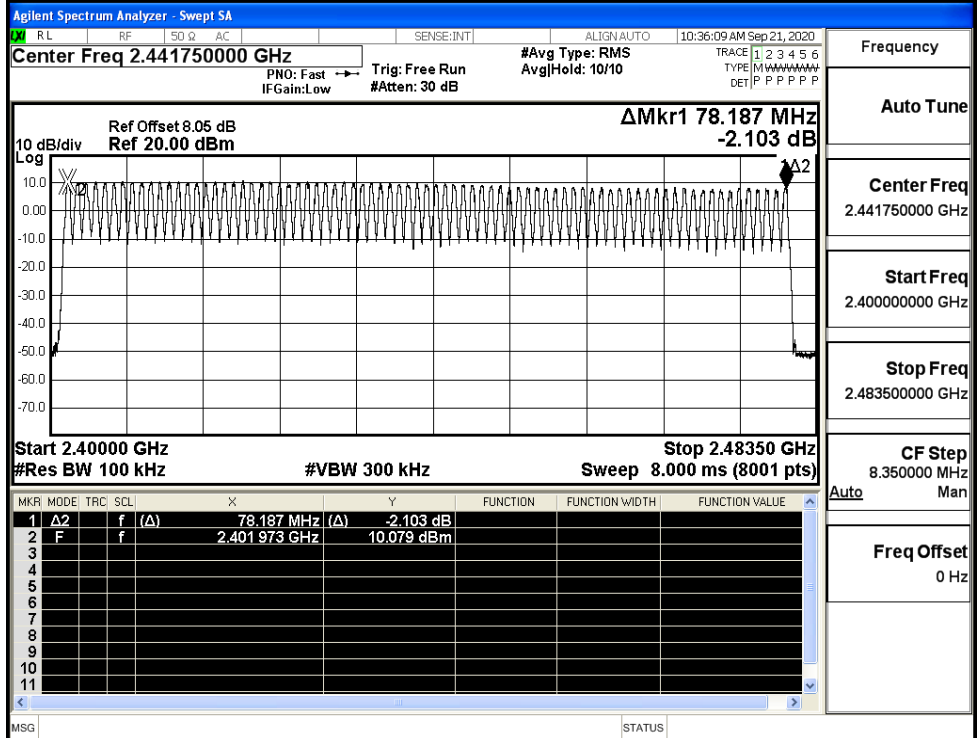 Agilent Spectrum Analyzer - Swept SA
LXI RL RF 50 Ω AC SENSE:INT ALIGNAUTO 10:36:09 AM Sep 21, 2020
Center Freq 2.441750000 GHz #Avg Type: RMS TRACE 1 2 3 4 5 6
PNO: Fast Trig: Free Run Avg|Hold: 10/10 TYPE M WWWWW
IFGain:Low #Atten: 30 dB DET P P P P P P
Frequency
Auto Tune
Center Freq
2.441750000 GHz
Start Freq
2.400000000 GHz
Stop Freq
2.483500000 GHz
CF Step
8.350000 MHz
Auto Man
Freq Offset
0 Hz
ΔMkr1 78.187 MHz
-2.103 dB
Ref Offset 8.05 dB
10 dB/div Ref 20.00 dBm
Log
1Δ2
X2
10.0
0.00
-10.0
-20.0
-30.0
-40.0
-50.0
-60.0
-70.0
Start 2.40000 GHz Stop 2.48350 GHz
#Res BW 100 kHz #VBW 300 kHz Sweep 8.000 ms (8001 pts)
MKR MODE TRC SCL X Y FUNCTION FUNCTION WIDTH FUNCTION VALUE
1 Δ2 f (Δ) 78.187 MHz (Δ) -2.103 dB
2 F f 2.401 973 GHz 10.079 dBm
3
4
5
6
7
8
9
10
11
MSG STATUS